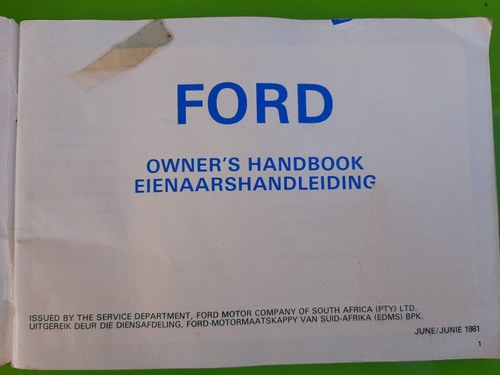 FORD
OWNER'S HANDBOOK
EIENAARSHANDLEIDING
ISSUED BY THE SERVICE DEPARTMENT, FORD MOTOR COMPANY OF SOUTH AFRICA (PTY) LTD.
UITGEREIK DEUR DIE DIENSAFDELING, FORD-MOTORMAATSKAPPY VAN SUID-AFRIKA (EDMS) BPK.
JUNE/JUNIE 1981
1